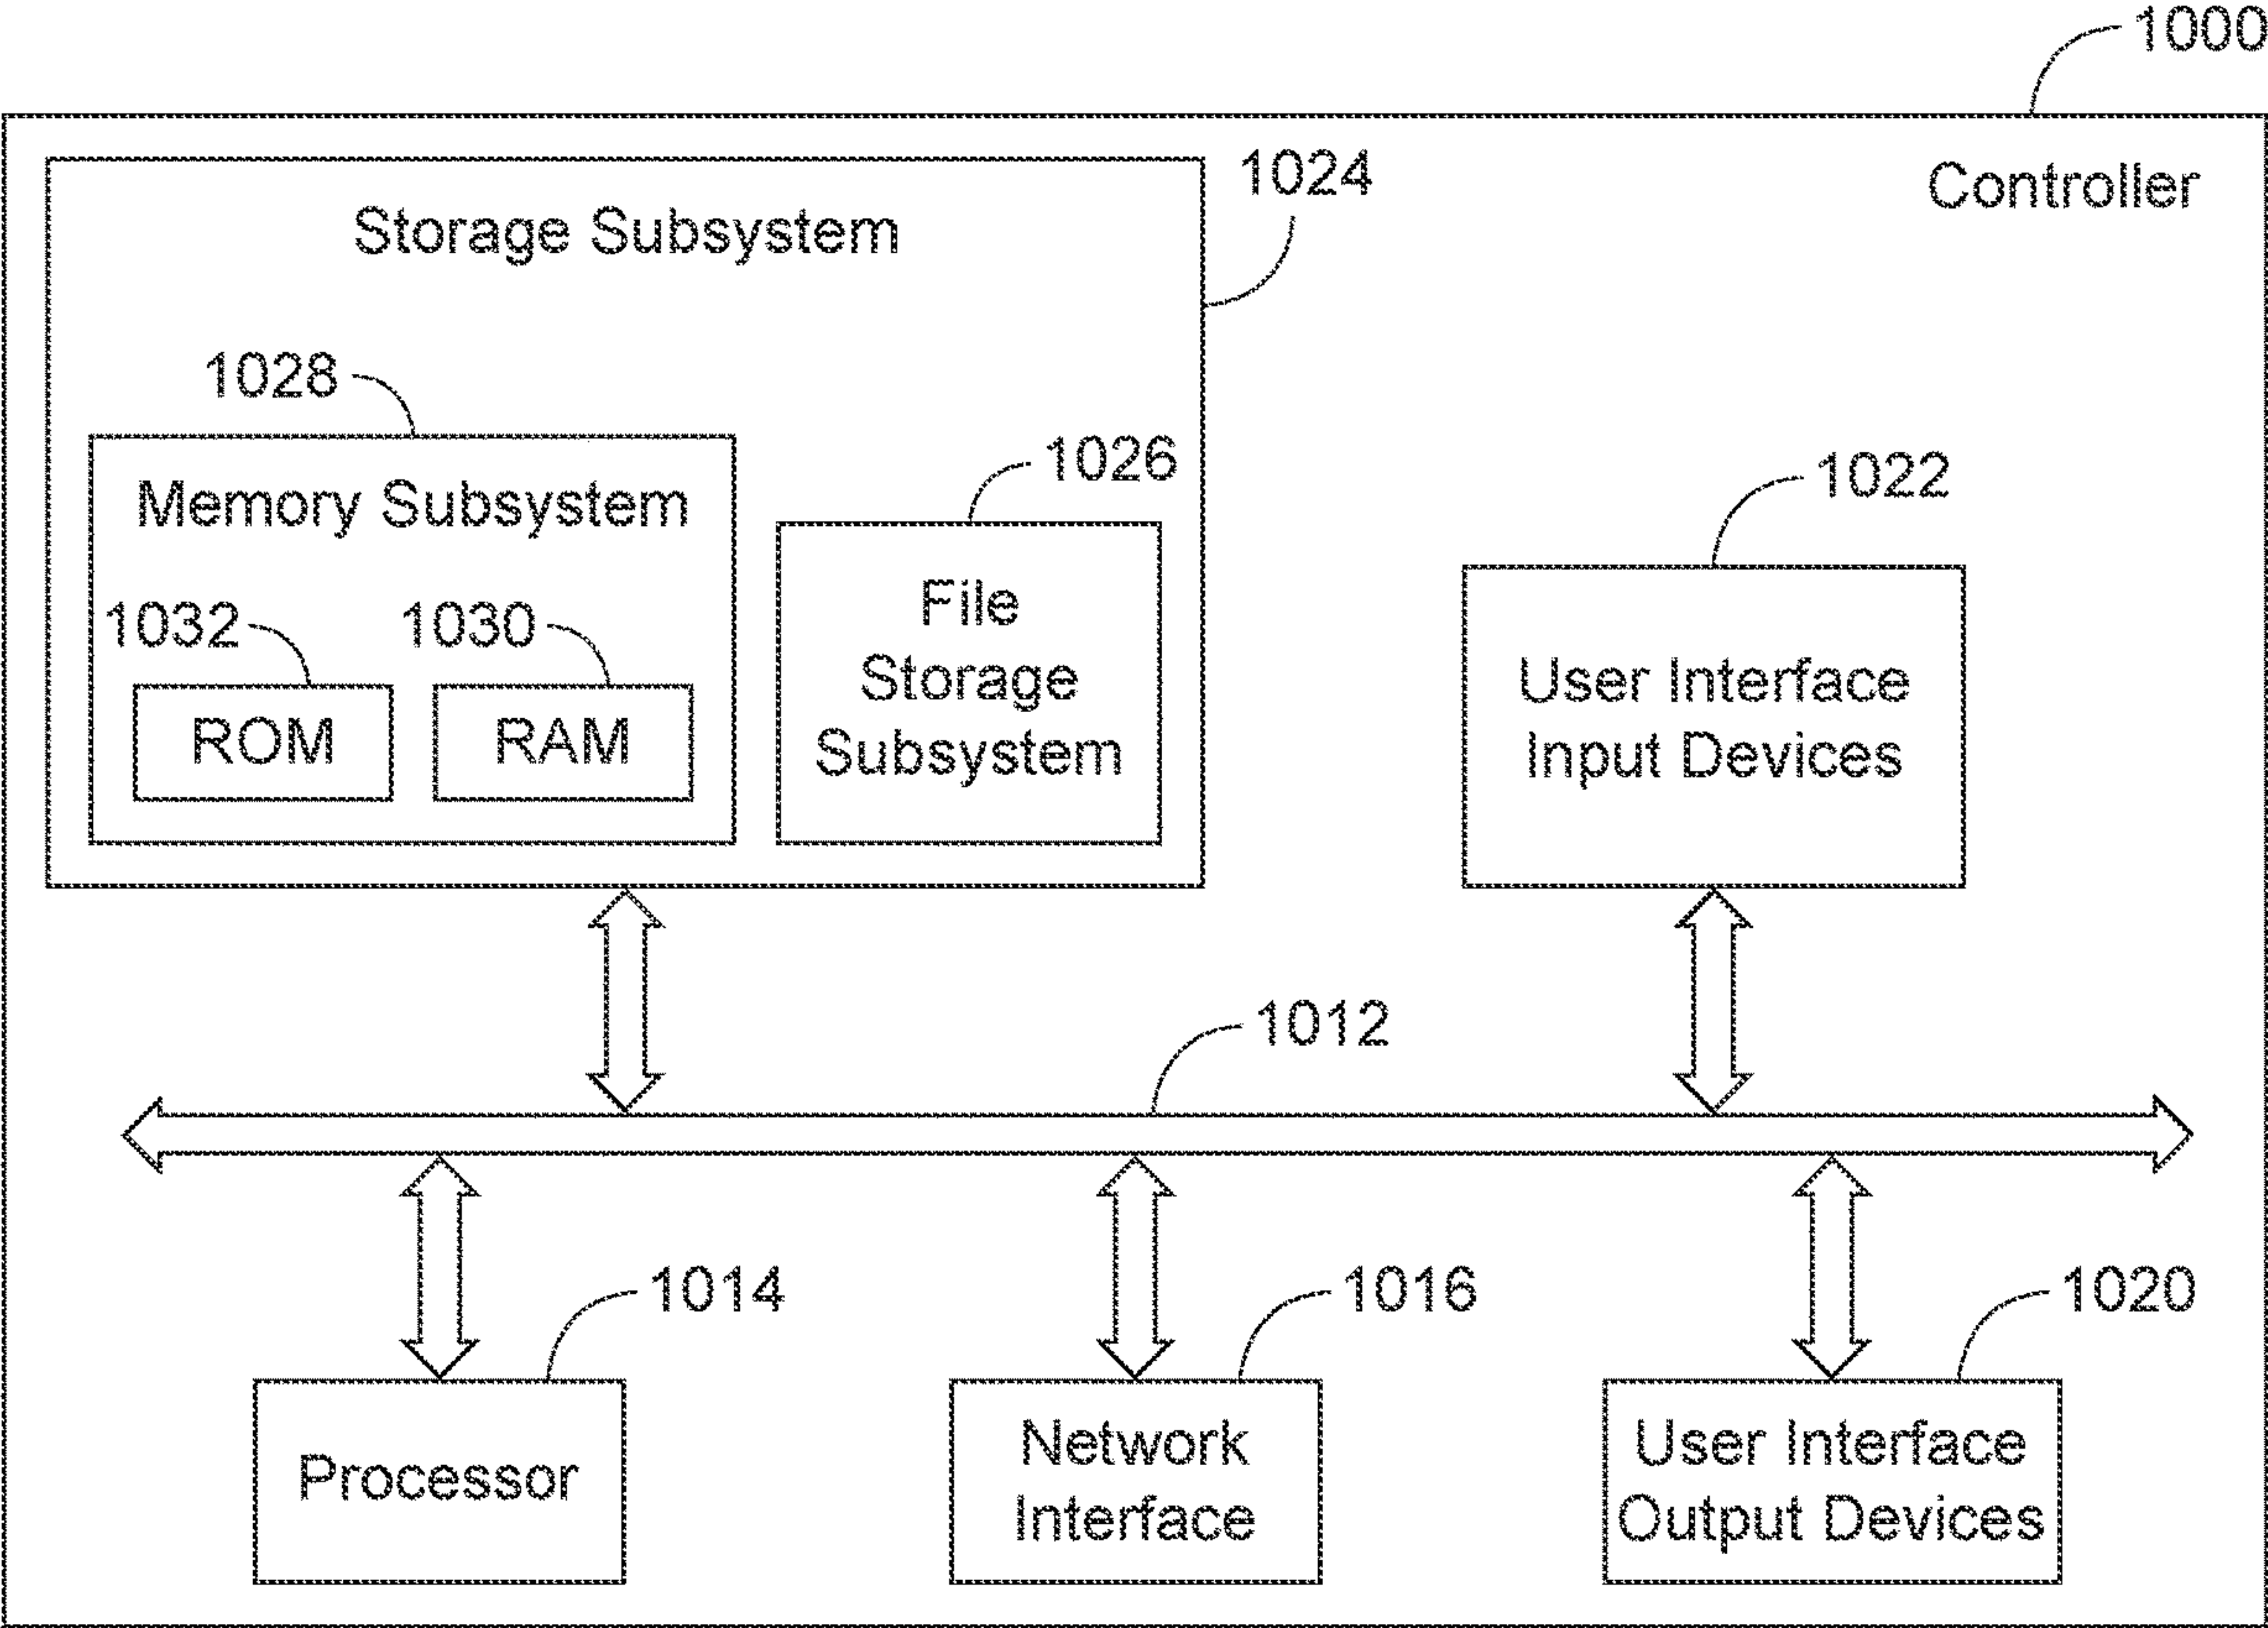 1000
Controller
1024
Storage Subsystem
1028
Memory Subsystem
1026
1032
1030
ROM
RAM
File
Storage
Subsystem
1022
User Interface
Input Devices
1012
1014
1016
1020
Processor
Network
Interface
User Interface
Output Devices